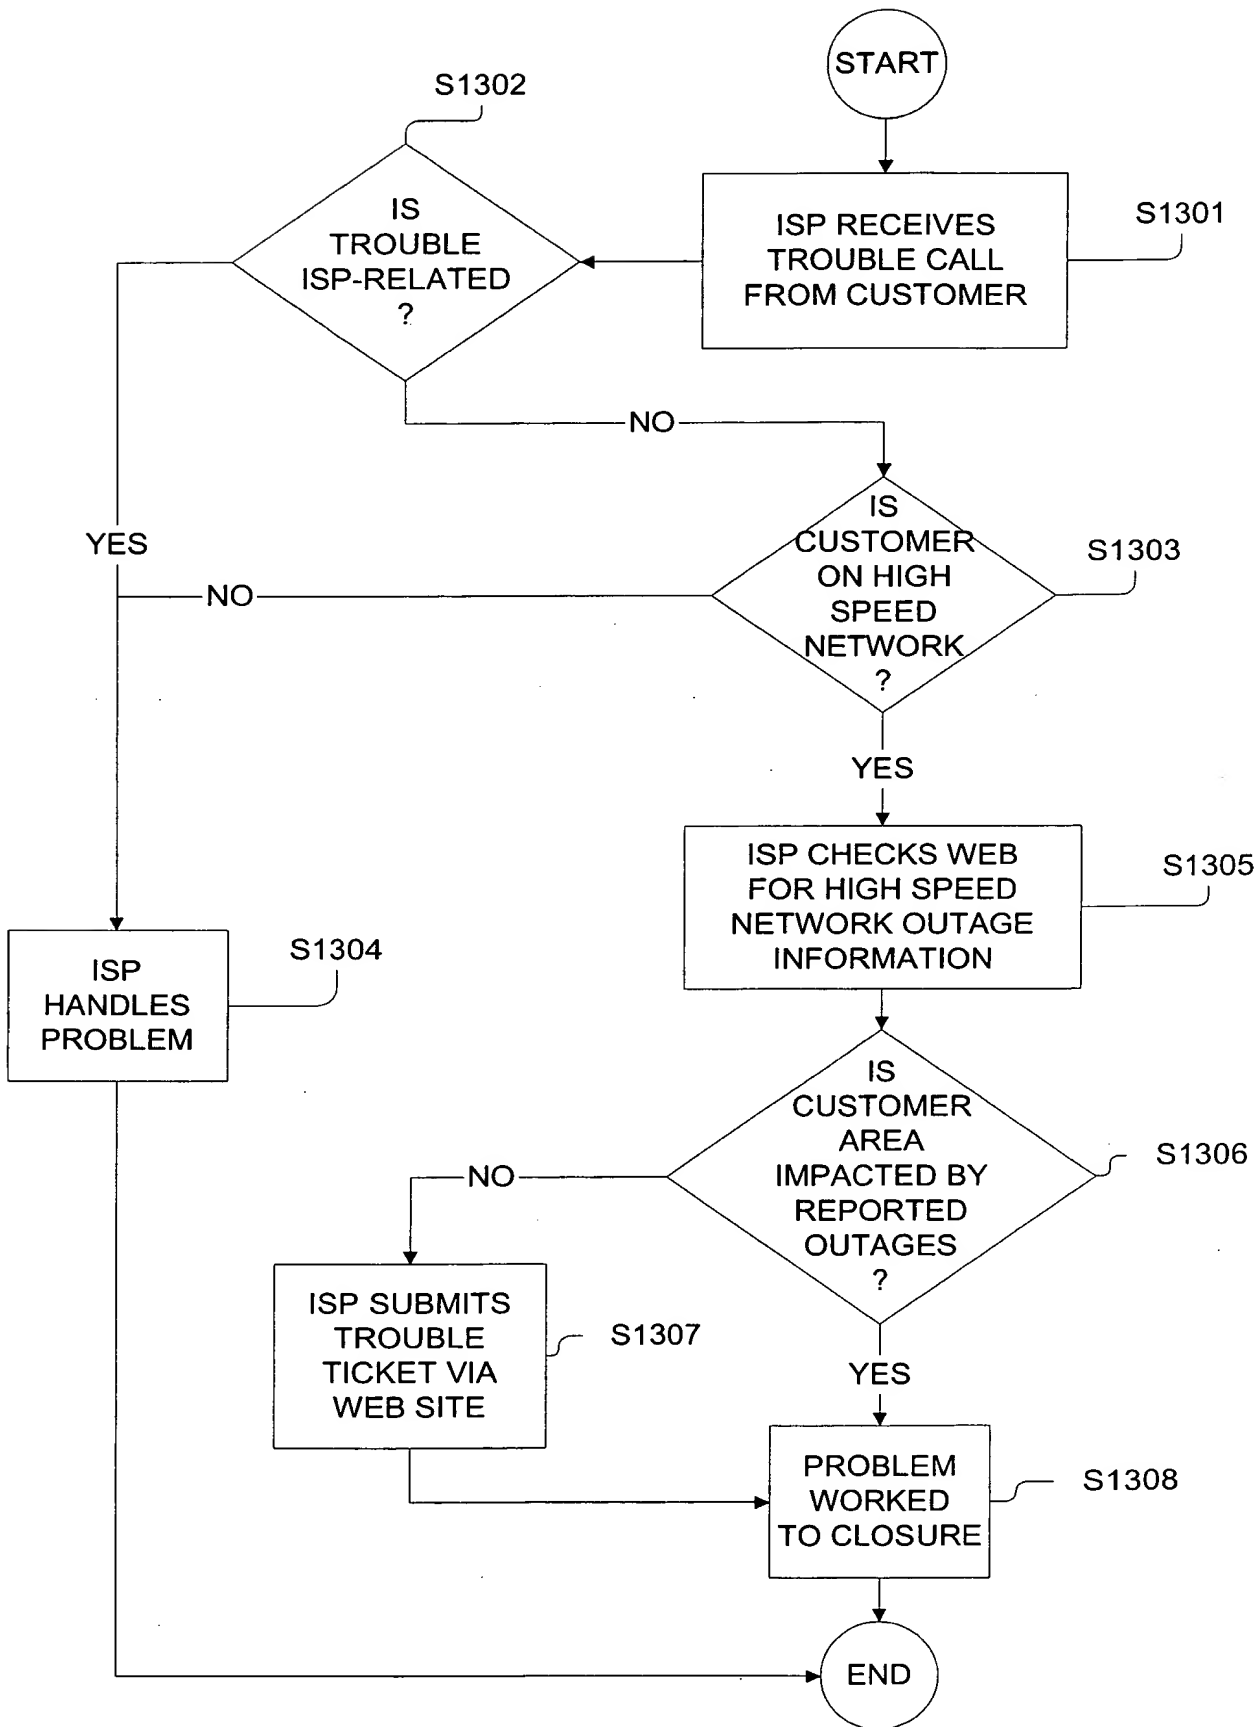 START
S1302
IS
TROUBLE
ISP-RELATED
?
ISP RECEIVES
TROUBLE CALL
FROM CUSTOMER
S1301
NO
YES
IS
CUSTOMER
ON HIGH
SPEED
NETWORK
?
S1303
NO
YES
ISP CHECKS WEB
FOR HIGH SPEED
NETWORK OUTAGE
INFORMATION
S1305
ISP
HANDLES
PROBLEM
S1304
IS
CUSTOMER
AREA
IMPACTED BY
REPORTED
OUTAGES
?
S1306
NO
ISP SUBMITS
TROUBLE
TICKET VIA
WEB SITE
S1307
YES
PROBLEM
WORKED
TO CLOSURE
S1308
END